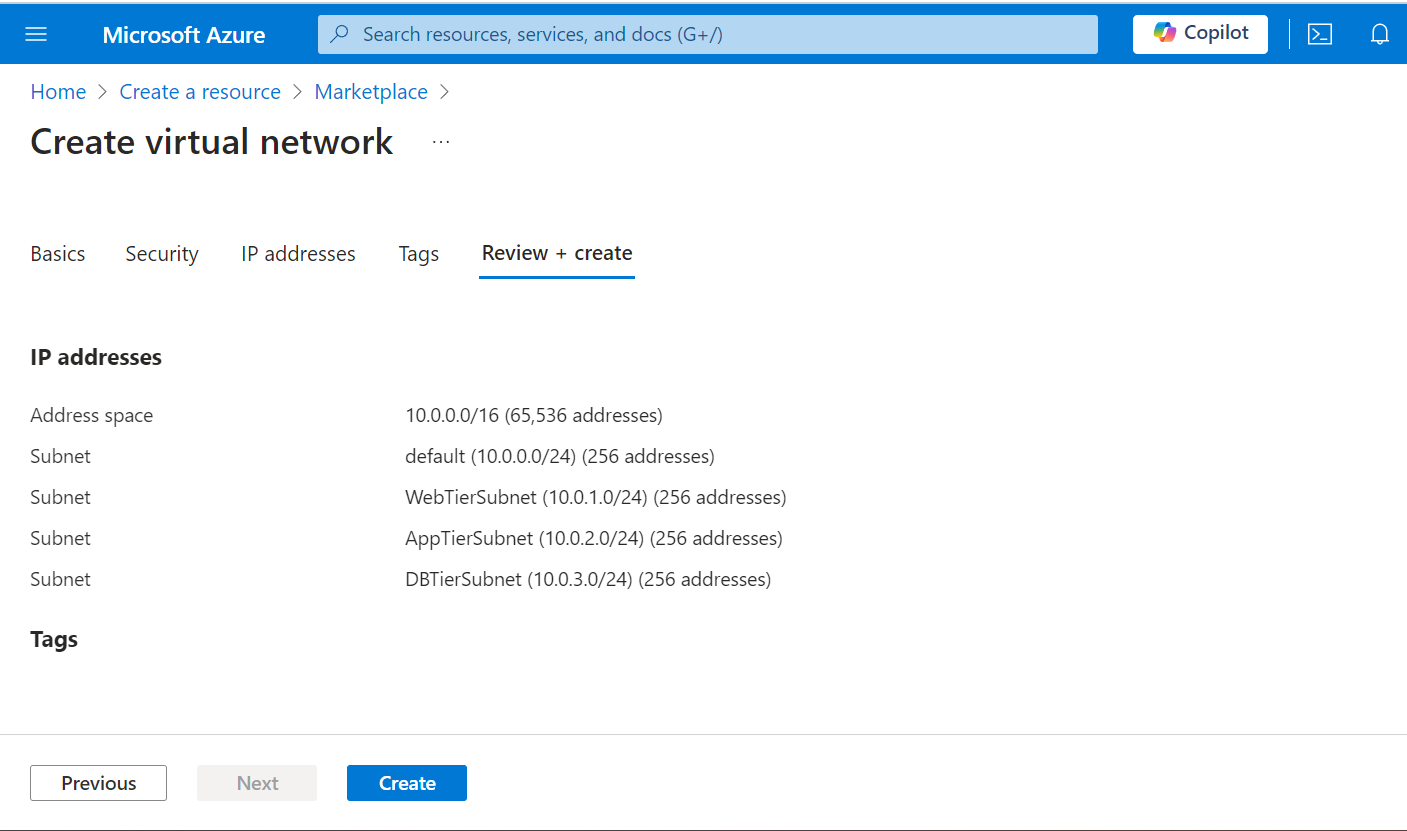 Microsoft Azure Search resources, services, and docs (G+/) Copilot
Home > Create a resource > Marketplace >
Create virtual network ...
Basics Security IP addresses Tags Review + create
IP addresses
Address space 10.0.0.0/16 (65,536 addresses)
Subnet default (10.0.0.0/24) (256 addresses)
Subnet WebTierSubnet (10.0.1.0/24) (256 addresses)
Subnet AppTierSubnet (10.0.2.0/24) (256 addresses)
Subnet DBTierSubnet (10.0.3.0/24) (256 addresses)
Tags
Previous Next Create